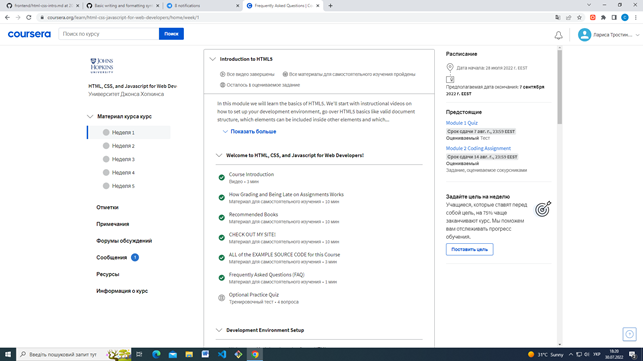 frontend/html-css-intro.md at
Basic writing and formatting sy
8 notifications
Frequently Asked Questions |
coursera.org/learn/html-css-javascript-for-web-developers/home/week/1
coursera
Поиск по курсу
Поиск
Лариса
JOHNS HOPKINS
UNIVERSITY
HTML, CSS, and Javascript for Web Dev
Университет Джонса Хопкинса
Материал курса курс
Неделя 1
Неделя 2
Неделя 3
Неделя 4
Неделя 5
Отметки
Примечания
Форумы обсуждений
Сообщения 1
Ресурсы
Информация о курс
Introduction to HTML5
Все видео завершены
Все материалы для самостоятельного изучения пройдены
Осталось 8 оцениваемое задание
In this module we will learn the basics of HTML5. We'll start with instructional videos on
how to set up your development environment, go over HTML5 basics like valid document
structure, which elements can be included inside other elements and which...
Показать больше
Welcome to HTML, CSS, and Javascript for Web Developers!
Course Introduction
Видео • 3 мин
How Grading and Being Late on Assignments Works
Материал для самостоятельного изучения • 10 мин
Recommended Books
Материал для самостоятельного изучения • 10 мин
CHECK OUT MY SITE!
Материал для самостоятельного изучения • 10 мин
ALL of the EXAMPLE SOURCE CODE for this Course
Материал для самостоятельного изучения • 3 мин
Frequently Asked Questions (FAQ)
Материал для самостоятельного изучения • 1 мин
Optional Practice Quiz
Тренировочный тест • 4 вопроса
Development Environment Setup
Расписание
Дата начала: 28 июля 2022 г. EEST
Предполагаемая дата окончания: 7 сентября
2022 г. EEST
Предстоящие
Module 1 Quiz
Срок сдачи 7 авг. г., 23:59 EEST
Оцениваемый Тест
Module 2 Coding Assignment
Срок сдачи 14 авг. г., 23:59 EEST
Оцениваемый
Задание, оцениваемое сокурсниками
Задайте цель на неделю
Учащиеся, которые ставят перед
собой цель, на 75% чаще
заканчивают курс. Мы поможем
вам отслеживать прогресс
обучения.
Поставить цель
Введіть пошуковий запит тут
31°C Sunny
УКР
30.07.2022